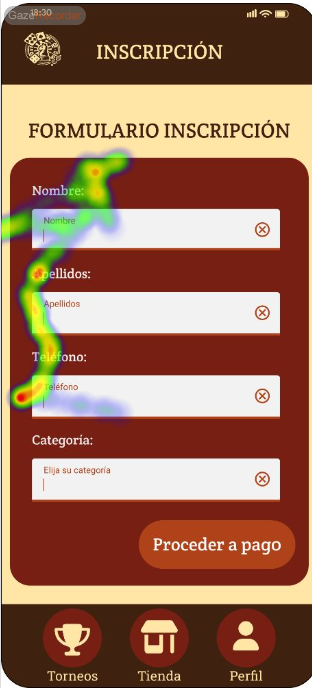 18:30
INSCRIPCIÓN
FORMULARIO INSCRIPCIÓN
Nombre:
Nombre
Apellidos:
Apellidos
Teléfono:
Teléfono
Categoría:
Elija su categoría
Proceder a pago
Torneos
Tienda
Perfil